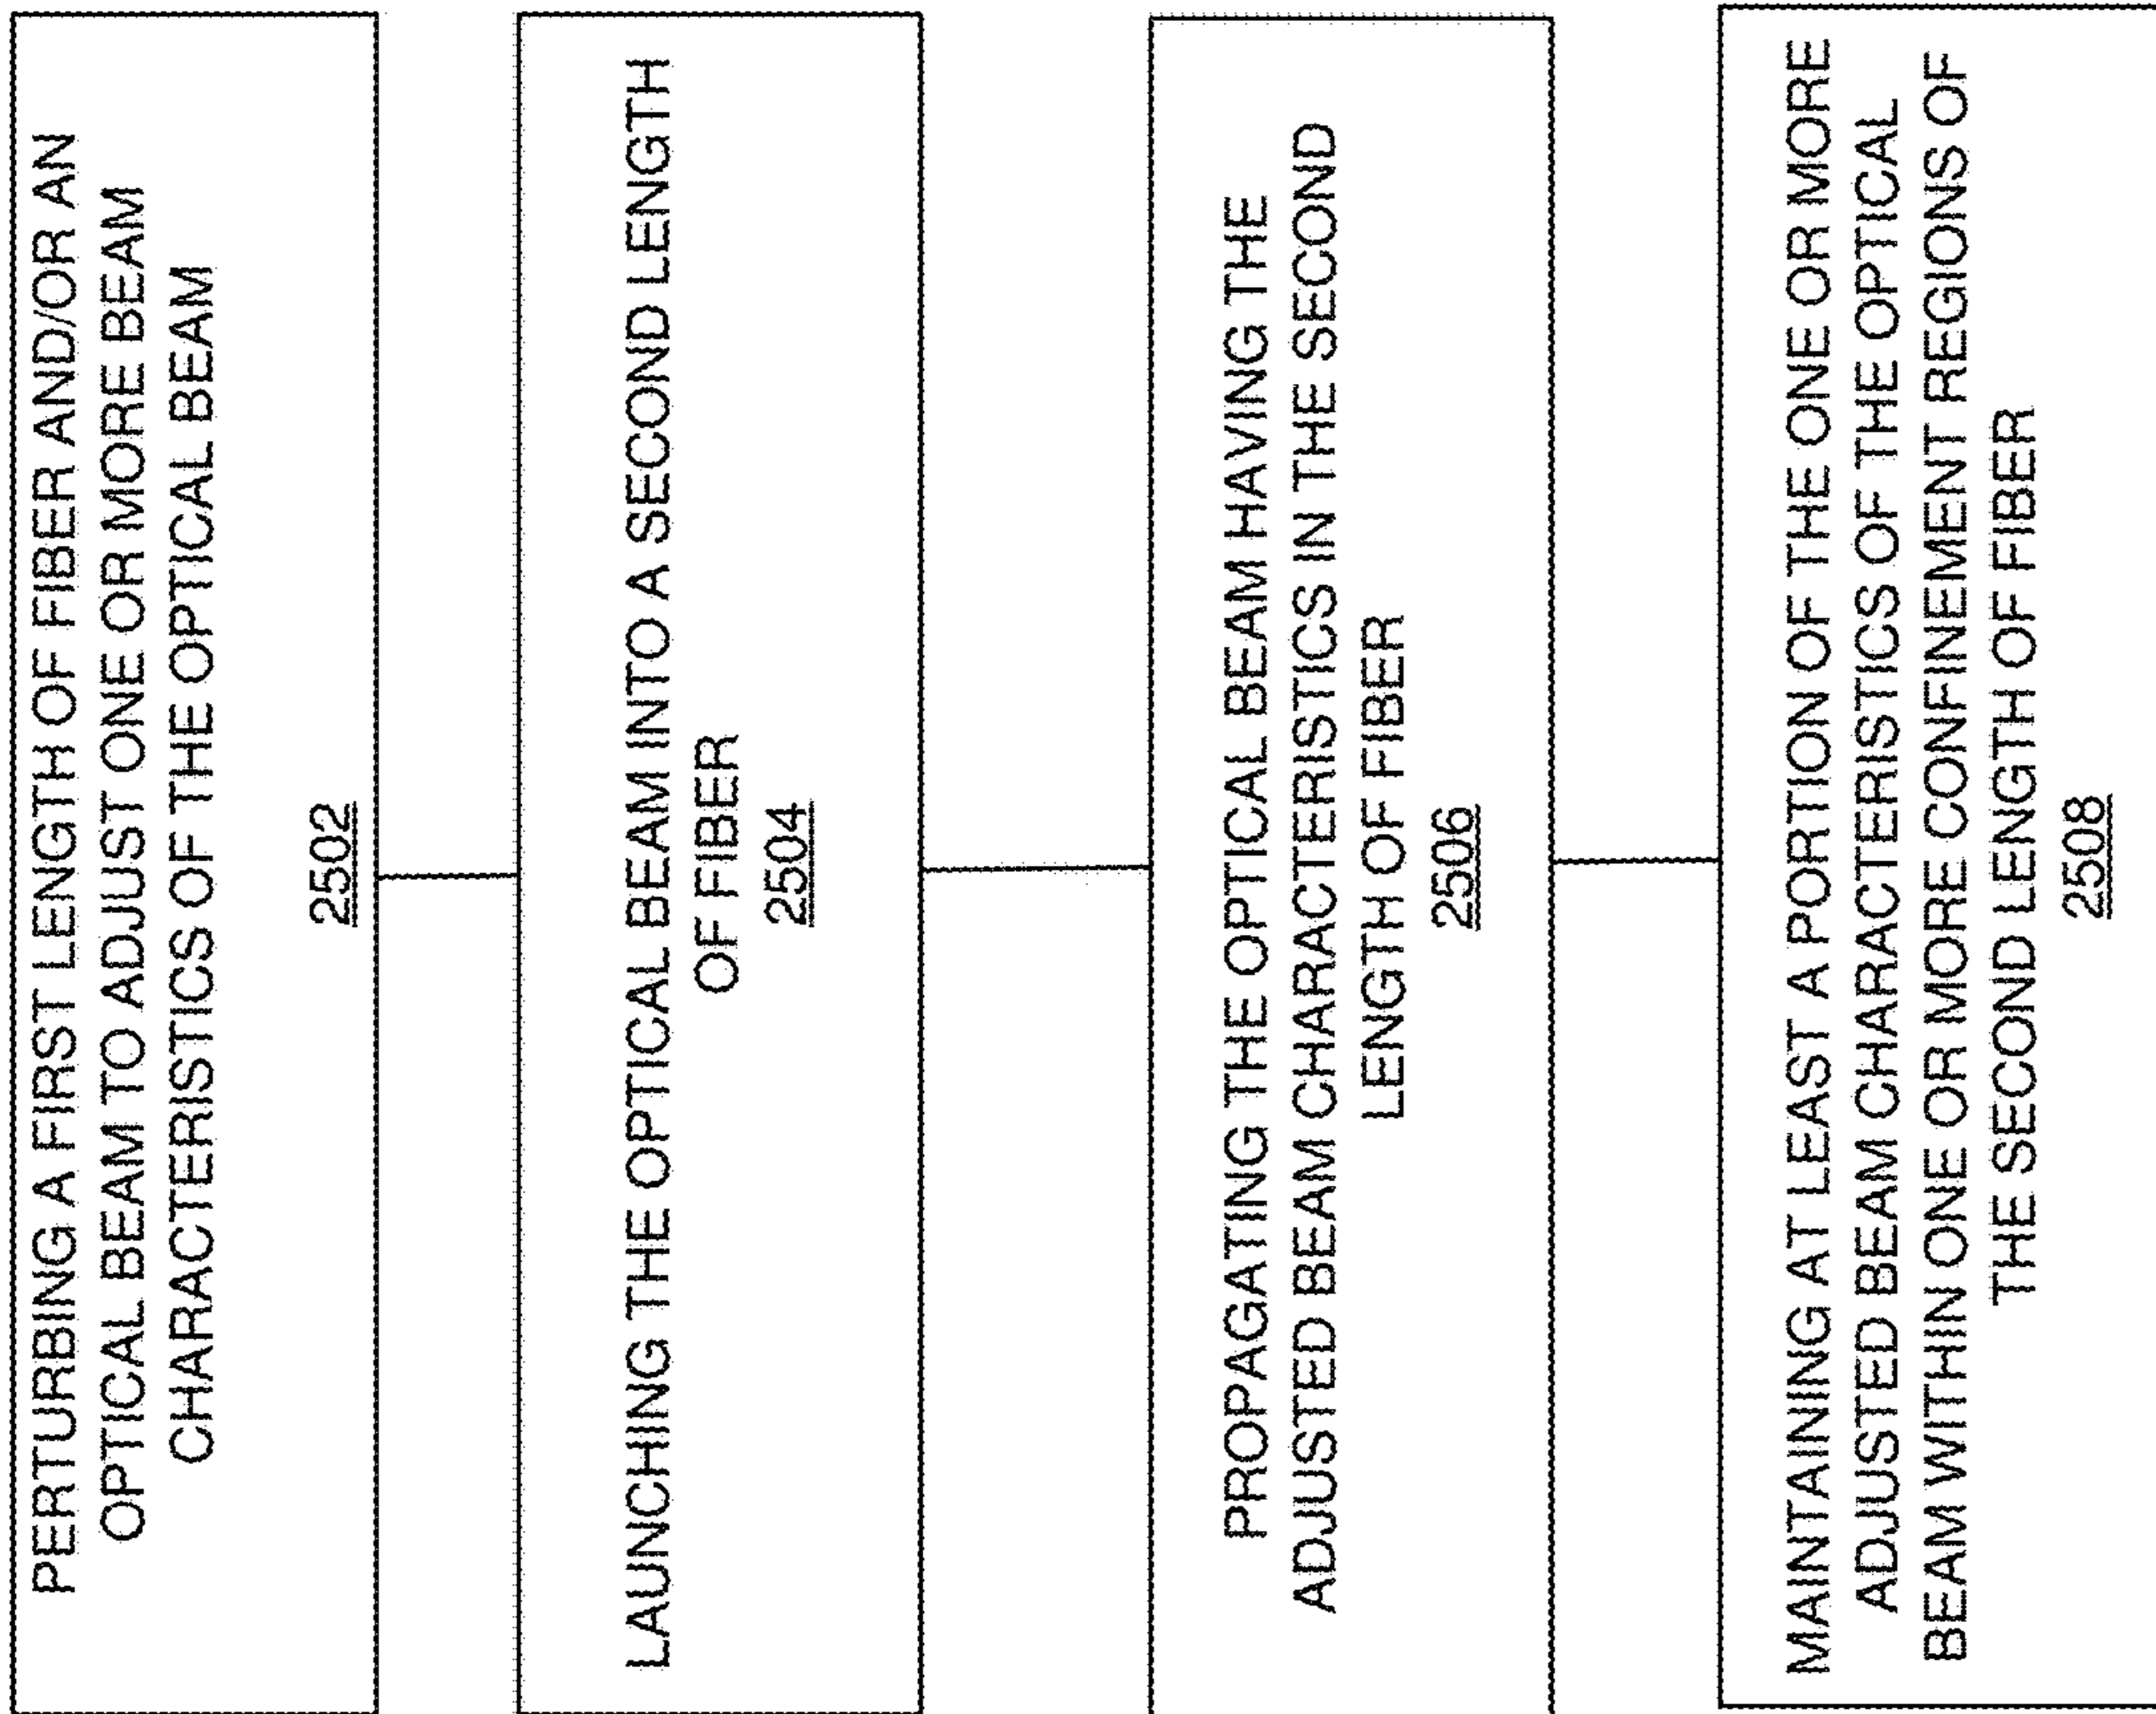 PERTURBING A FIRST LENGTH OF FIBER AND/OR AN
OPTICAL BEAM TO ADJUST ONE OR MORE BEAM
CHARACTERISTICS OF THE OPTICAL BEAM
2502
LAUNCHING THE OPTICAL BEAM INTO A SECOND LENGTH
OF FIBER
2504
PROPAGATING THE OPTICAL BEAM HAVING THE
ADJUSTED BEAM CHARACTERISTICS IN THE SECOND
LENGTH OF FIBER
2506
MAINTAINING AT LEAST A PORTION OF THE ONE OR MORE
ADJUSTED BEAM CHARACTERISTICS OF THE OPTICAL
BEAM WITHIN ONE OR MORE CONFINEMENT REGIONS OF
THE SECOND LENGTH OF FIBER
2508